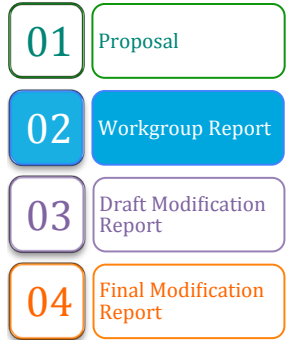 01 Proposal
02 Workgroup Report
03 Draft Modification
Report
04 Final Modification
Report